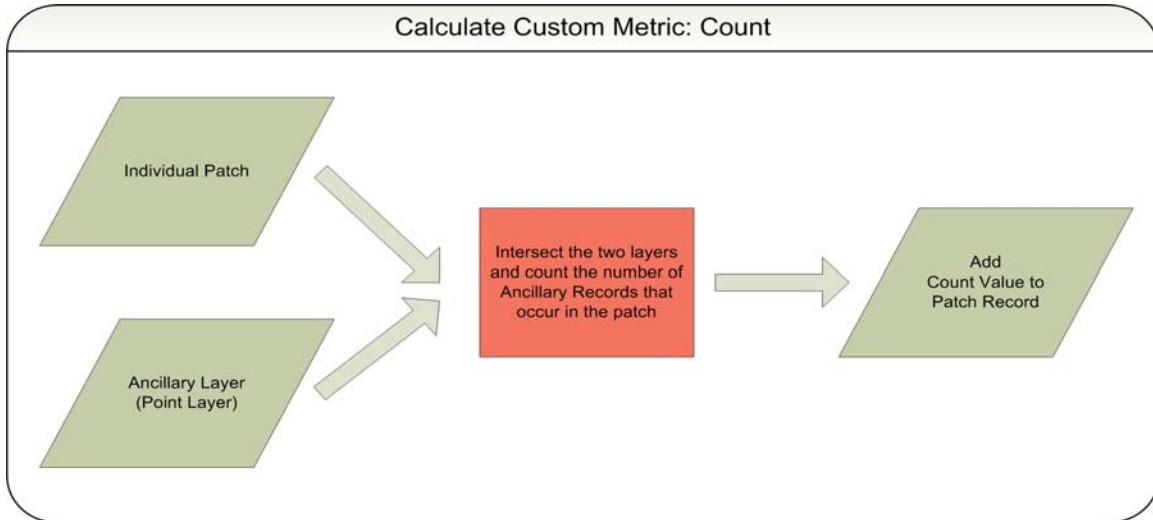 Calculate Custom Metric: Count
Individual Patch
Ancillary Layer
(Point Layer)
Intersect the two layers
and count the number of
Ancillary Records that
occur in the patch
Add
Count Value to
Patch Record